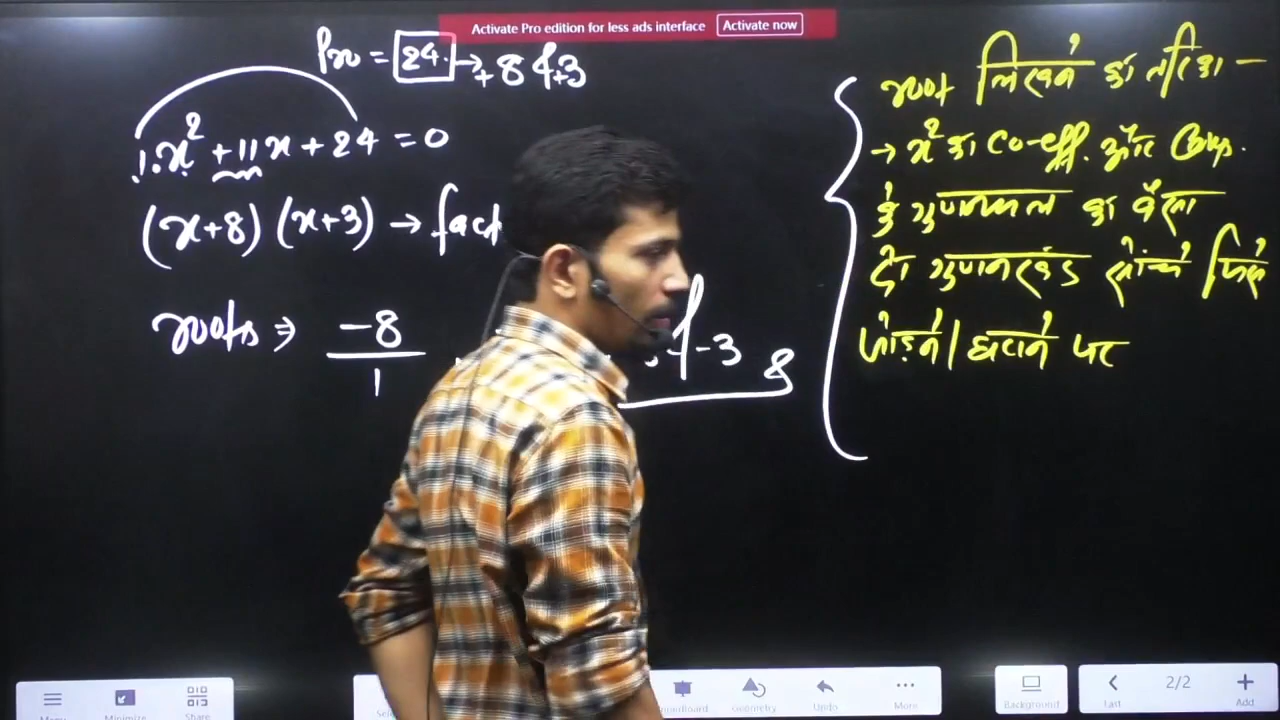 Activate Pro edition for less ads interface Activate now
Pro = 24 → +8 & +3
1.x² + 11x + 24 = 0
(x+8) (x+3) → fact
roots ⇒ -8/1
& -3
8
root लिखने का तरिका -
→ x² का co-eff. और Cons.
के गुणनफल का वैसा
दो गुणनखंड सोचेंगे जिसे
जोड़ने/घटाने पर
Menu Minimize Share
Geometry Undo More
Background
Last 2/2 Add